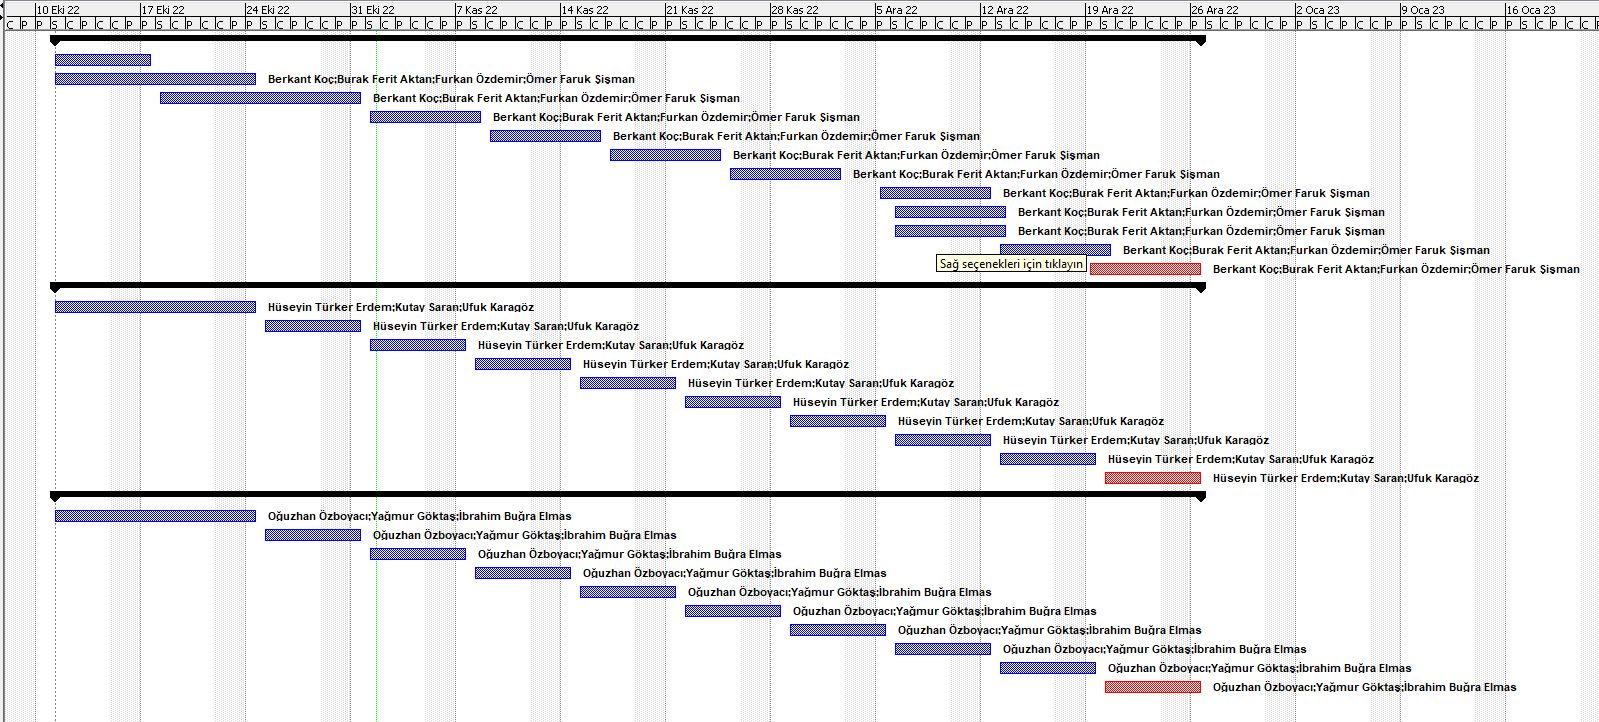 10 Eki 22 17 Eki 22 24 Eki 22 31 Eki 22 7 Kas 22 14 Kas 22 21 Kas 22 28 Kas 22 5 Ara 22 12 Ara 22 19 Ara 22 26 Ara 22 2 Oca 23 9 Oca 23 16 Oca 23
C P P S Ç P C C P P S Ç P C C P P S Ç P C C P P S Ç P C C P P S Ç P C C P P S Ç P C C P P S Ç P C C P P S Ç P C C P P S Ç P C C P P S Ç P C C P P S Ç P C C P P S Ç P C C P P S Ç P C C P P S Ç P C C P P S Ç P C C P
Berkant Koç;Burak Ferit Aktan;Furkan Özdemir;Ömer Faruk Şişman
Berkant Koç;Burak Ferit Aktan;Furkan Özdemir;Ömer Faruk Şişman
Berkant Koç;Burak Ferit Aktan;Furkan Özdemir;Ömer Faruk Şişman
Berkant Koç;Burak Ferit Aktan;Furkan Özdemir;Ömer Faruk Şişman
Berkant Koç;Burak Ferit Aktan;Furkan Özdemir;Ömer Faruk Şişman
Berkant Koç;Burak Ferit Aktan;Furkan Özdemir;Ömer Faruk Şişman
Berkant Koç;Burak Ferit Aktan;Furkan Özdemir;Ömer Faruk Şişman
Berkant Koç;Burak Ferit Aktan;Furkan Özdemir;Ömer Faruk Şişman
Berkant Koç;Burak Ferit Aktan;Furkan Özdemir;Ömer Faruk Şişman
Berkant Koç;Burak Ferit Aktan;Furkan Özdemir;Ömer Faruk Şişman
Sağ seçenekleri için tıklayın
Berkant Koç;Burak Ferit Aktan;Furkan Özdemir;Ömer Faruk Şişman
Hüseyin Türker Erdem;Kutay Saran;Ufuk Karagöz
Hüseyin Türker Erdem;Kutay Saran;Ufuk Karagöz
Hüseyin Türker Erdem;Kutay Saran;Ufuk Karagöz
Hüseyin Türker Erdem;Kutay Saran;Ufuk Karagöz
Hüseyin Türker Erdem;Kutay Saran;Ufuk Karagöz
Hüseyin Türker Erdem;Kutay Saran;Ufuk Karagöz
Hüseyin Türker Erdem;Kutay Saran;Ufuk Karagöz
Hüseyin Türker Erdem;Kutay Saran;Ufuk Karagöz
Hüseyin Türker Erdem;Kutay Saran;Ufuk Karagöz
Hüseyin Türker Erdem;Kutay Saran;Ufuk Karagöz
Oğuzhan Özboyacı;Yağmur Göktaş;İbrahim Buğra Elmas
Oğuzhan Özboyacı;Yağmur Göktaş;İbrahim Buğra Elmas
Oğuzhan Özboyacı;Yağmur Göktaş;İbrahim Buğra Elmas
Oğuzhan Özboyacı;Yağmur Göktaş;İbrahim Buğra Elmas
Oğuzhan Özboyacı;Yağmur Göktaş;İbrahim Buğra Elmas
Oğuzhan Özboyacı;Yağmur Göktaş;İbrahim Buğra Elmas
Oğuzhan Özboyacı;Yağmur Göktaş;İbrahim Buğra Elmas
Oğuzhan Özboyacı;Yağmur Göktaş;İbrahim Buğra Elmas
Oğuzhan Özboyacı;Yağmur Göktaş;İbrahim Buğra Elmas
Oğuzhan Özboyacı;Yağmur Göktaş;İbrahim Buğra Elmas